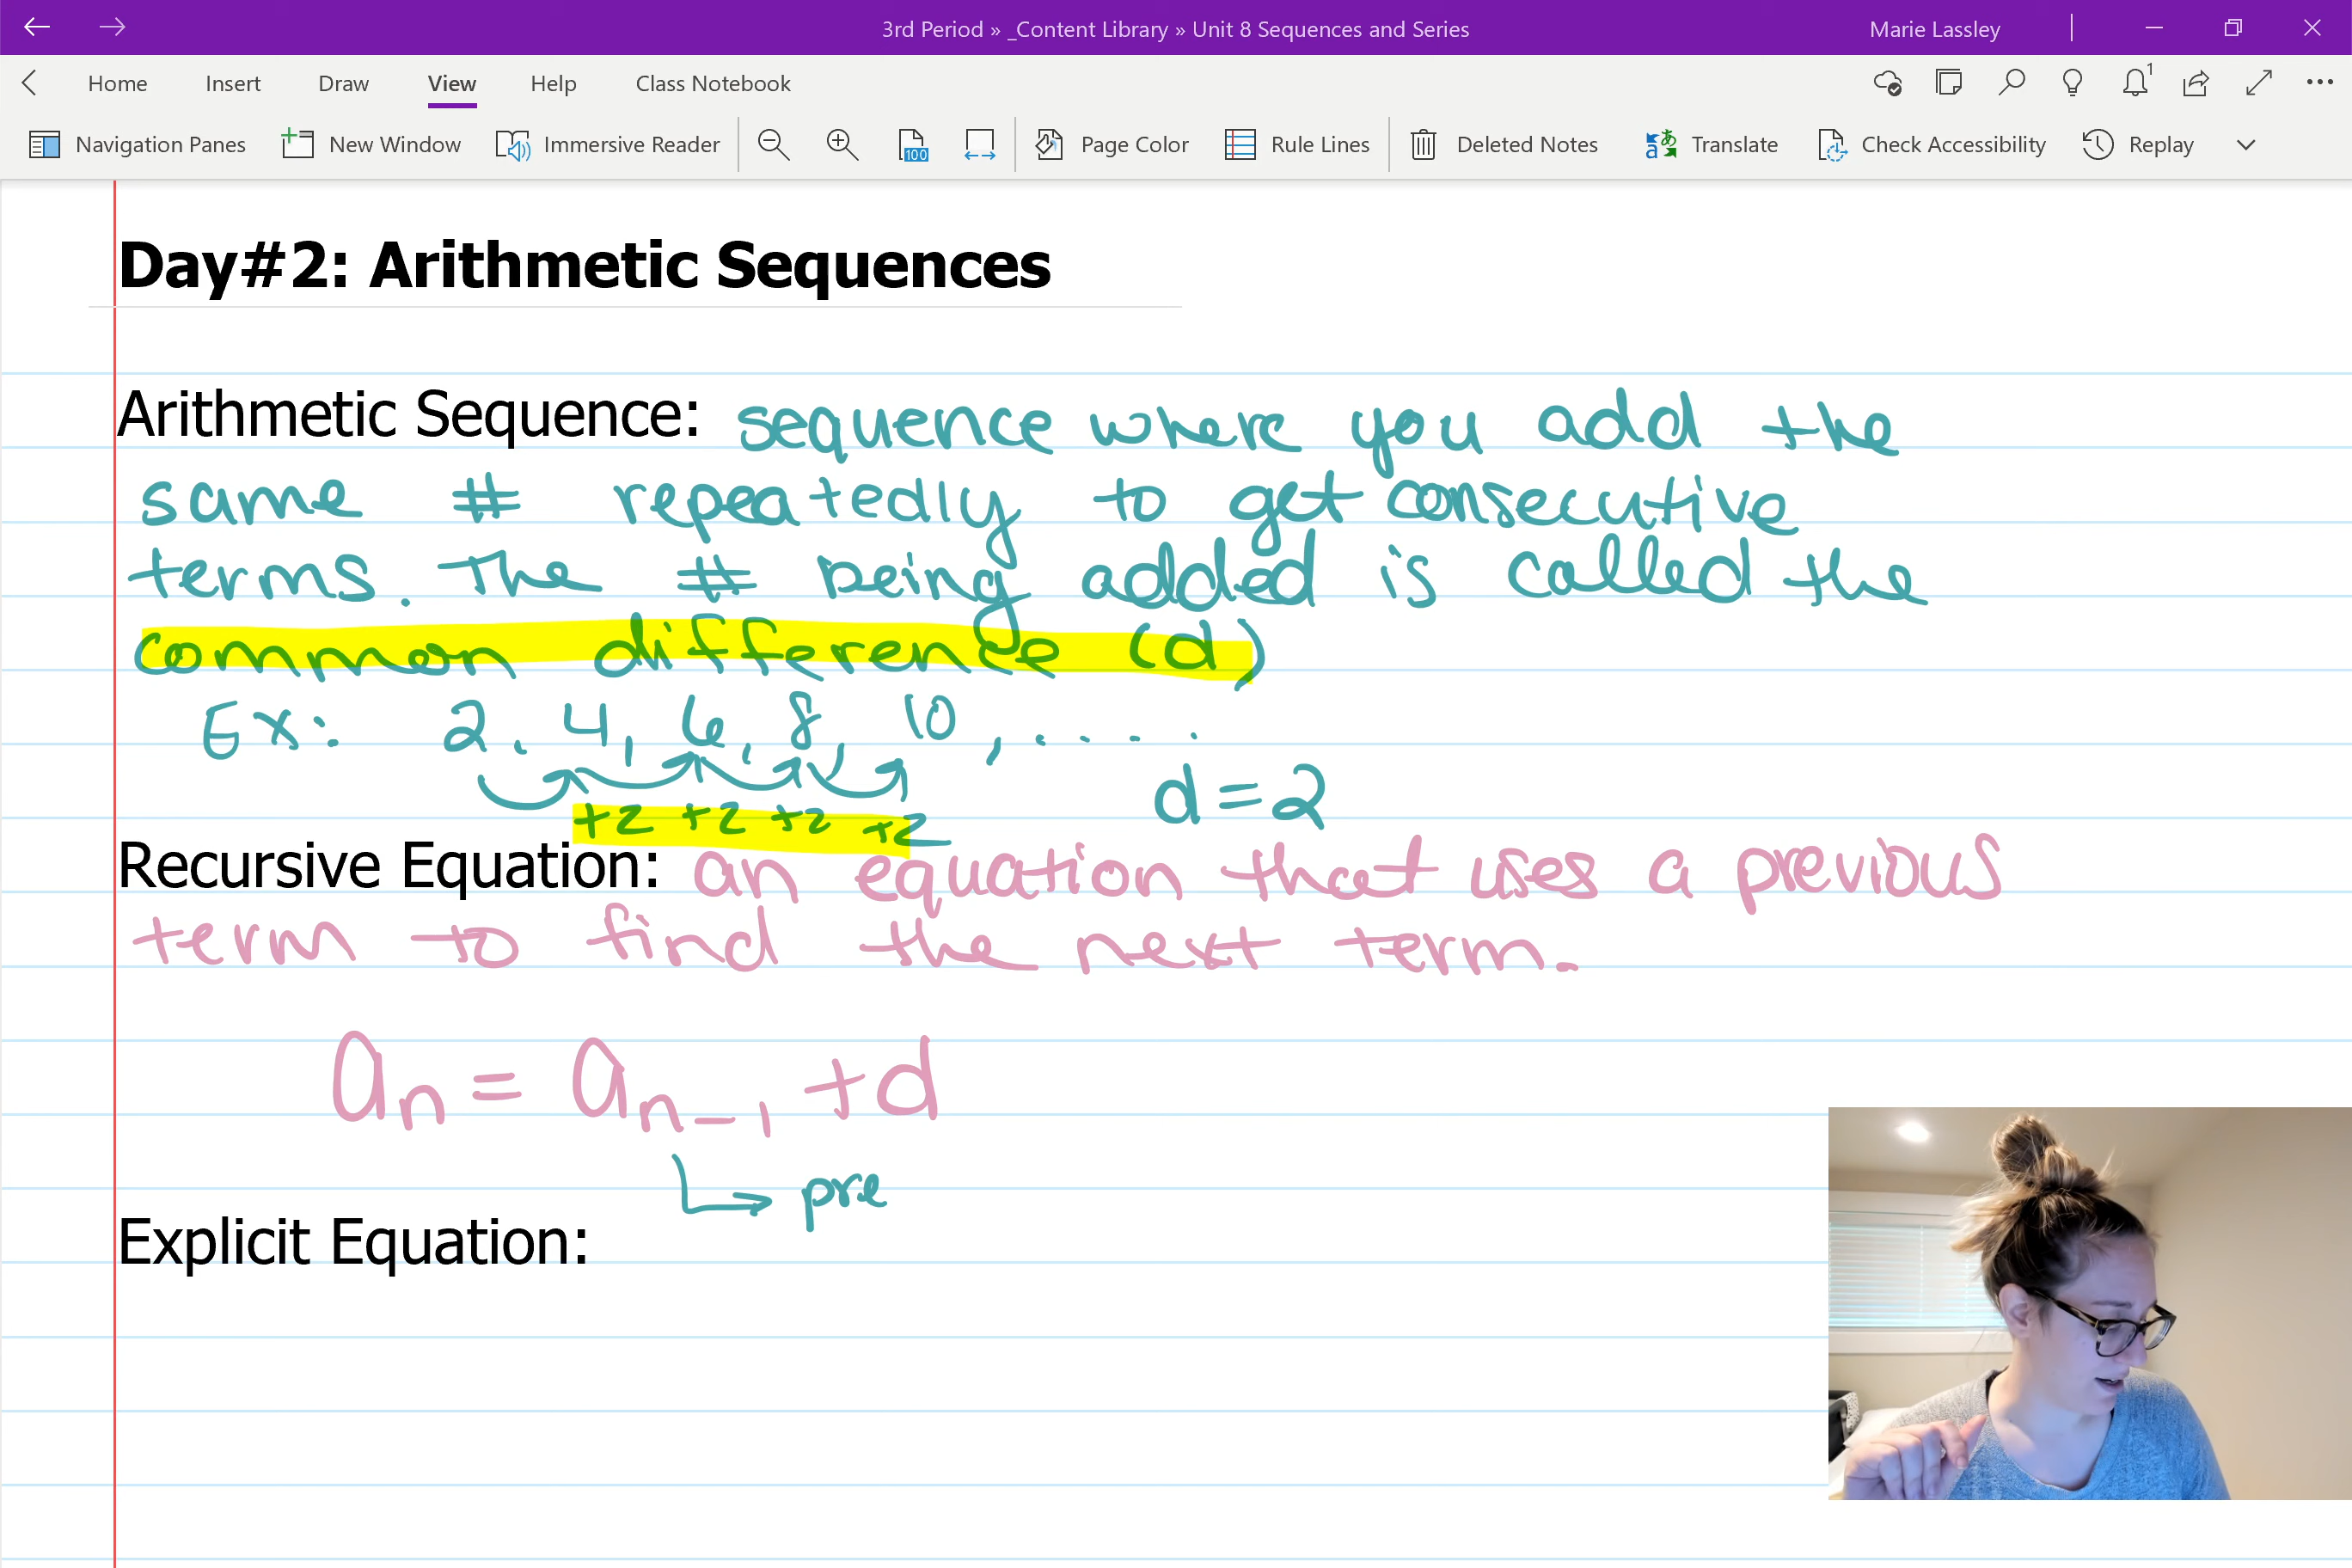 3rd Period » _Content Library » Unit 8 Sequences and Series
Marie Lassley
Home Insert Draw View Help Class Notebook
1
Navigation Panes New Window Immersive Reader 100 Page Color Rule Lines Deleted Notes Translate Check Accessibility Replay
Day#2: Arithmetic Sequences
Arithmetic Sequence: sequence where you add the
same # repeatedly to get consecutive
terms. The # being added is called the
common difference (d)
Ex: 2, 4, 6, 8, 10, ....
+2 +2 +2 +2
d=2
Recursive Equation: an equation that uses a previous
term to find the next term.
aₙ = aₙ₋₁ + d
↳ pre
Explicit Equation: